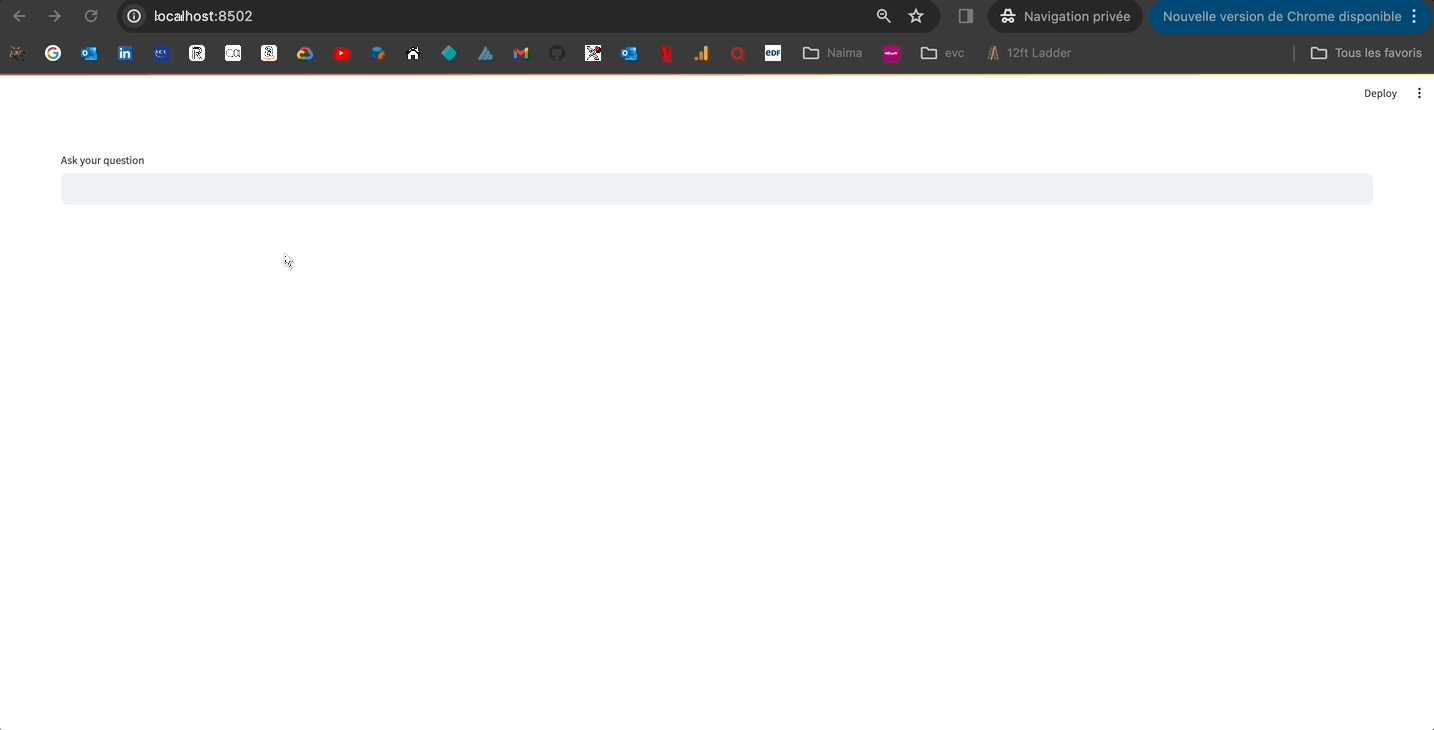 localhost:8502
Navigation privée
Nouvelle version de Chrome disponible
Naima
evc
12ft Ladder
Tous les favoris
Deploy
Ask your question